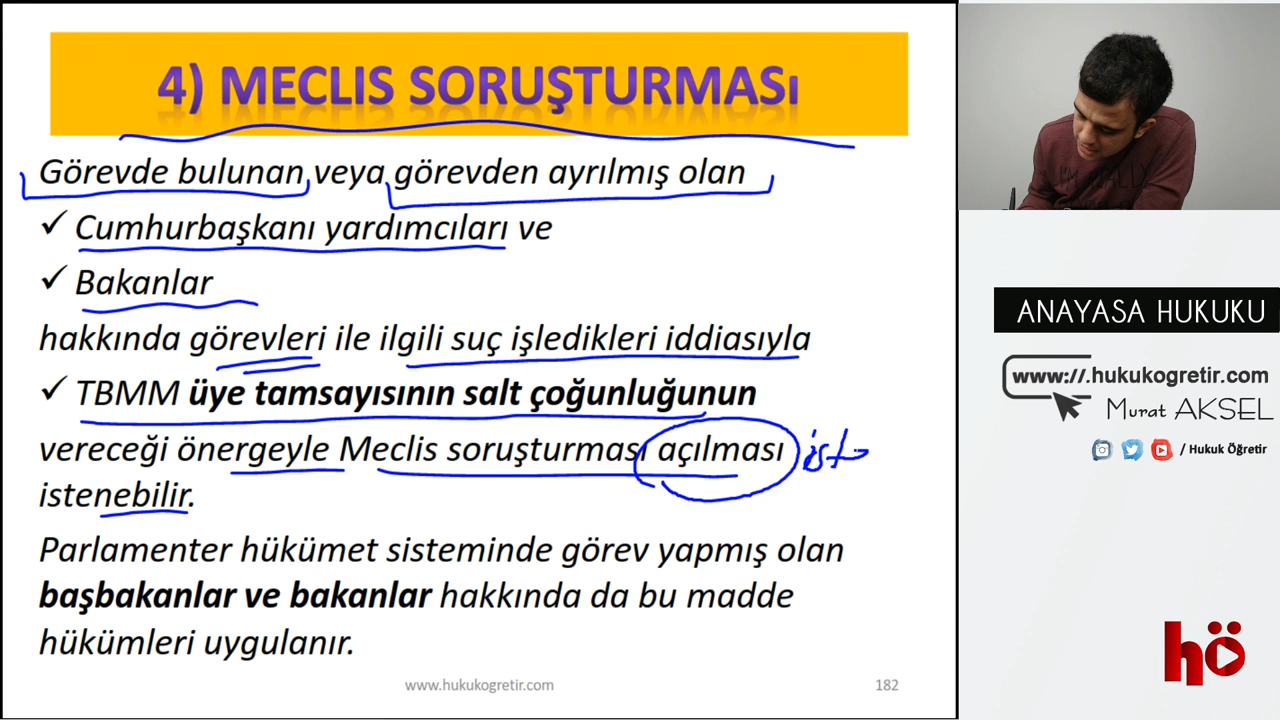 4) MECLIS SORUŞTURMASı
Görevde bulunan veya görevden ayrılmış olan
✓ Cumhurbaşkanı yardımcıları ve
✓ Bakanlar
hakkında görevleri ile ilgili suç işledikleri iddiasıyla
✓ TBMM üye tamsayısının salt çoğunluğunun
vereceği önergeyle Meclis soruşturması açılması
istenebilir.
Parlamenter hükümet sisteminde görev yapmış olan
başbakanlar ve bakanlar hakkında da bu madde
hükümleri uygulanır.
www.hukukogretir.com
182
ANAYASA HUKUKU
www://.hukukogretir.com
Murat AKSEL
/ Hukuk Öğretir
hö